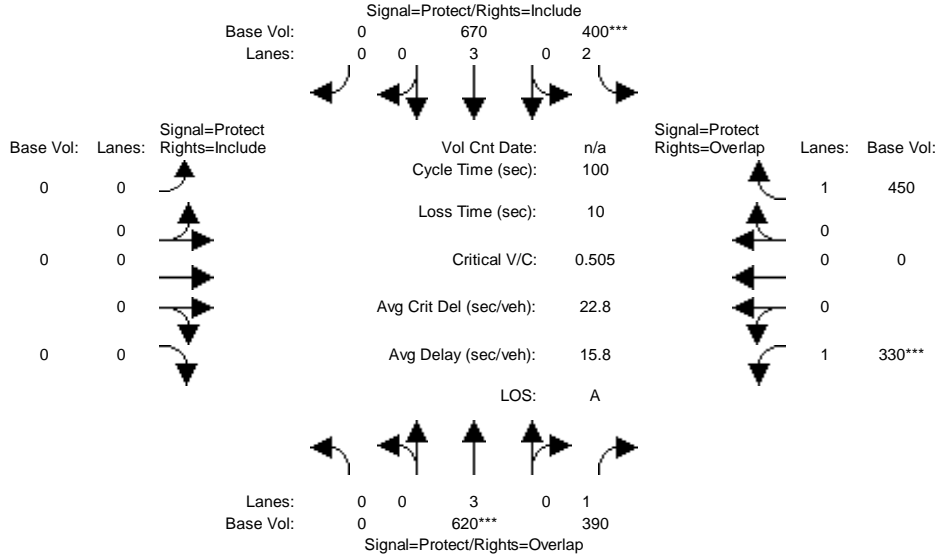 Signal=Protect/Rights=Include
Base Vol: 0 670 400***
Lanes: 0 0 3 0 2
Signal=Protect Signal=Protect
Base Vol: Lanes: Rights=Include Vol Cnt Date: n/a Rights=Overlap Lanes: Base Vol:
Cycle Time (sec): 100
0 0 1 450
Loss Time (sec): 10
0 0
0 0 Critical V/C: 0.505 0 0
0 Avg Crit Del (sec/veh): 22.8 0
0 0 Avg Delay (sec/veh): 15.8 1 330***
LOS: A
Lanes: 0 0 3 0 1
Base Vol: 0 620*** 390
Signal=Protect/Rights=Overlap